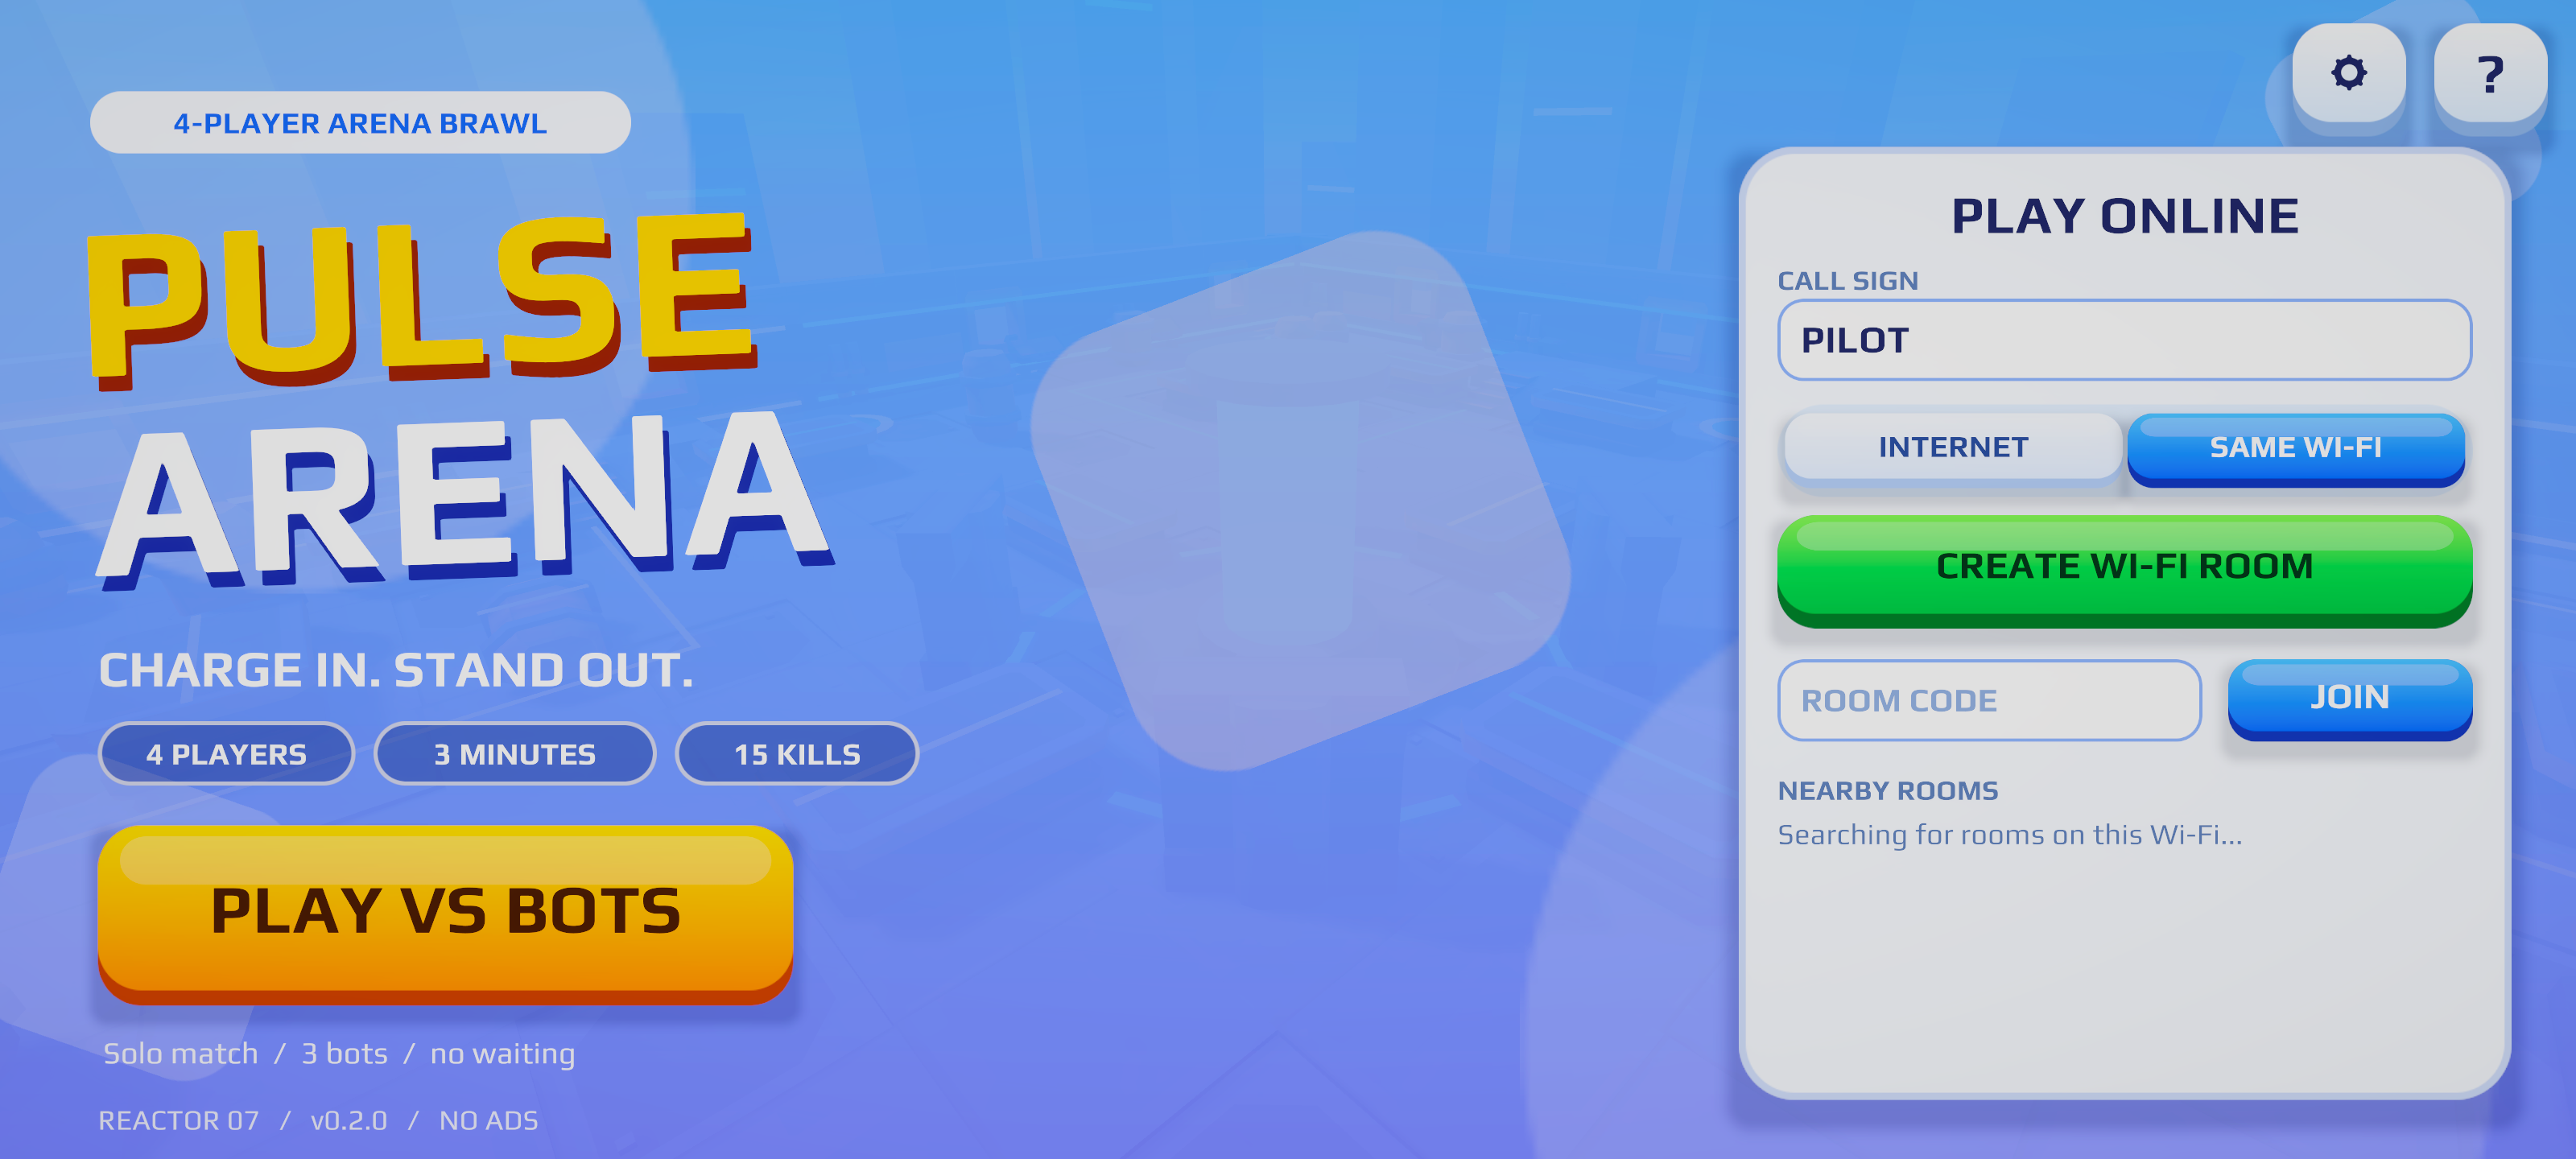 4-PLAYER ARENA BRAWL
PULSE
ARENA
CHARGE IN. STAND OUT.
4 PLAYERS
3 MINUTES
15 KILLS
PLAY VS BOTS
Solo match / 3 bots / no waiting
REACTOR 07 / v0.2.0 / NO ADS
?
PLAY ONLINE
CALL SIGN
PILOT
INTERNET
SAME WI-FI
CREATE WI-FI ROOM
ROOM CODE
JOIN
NEARBY ROOMS
Searching for rooms on this Wi-Fi...